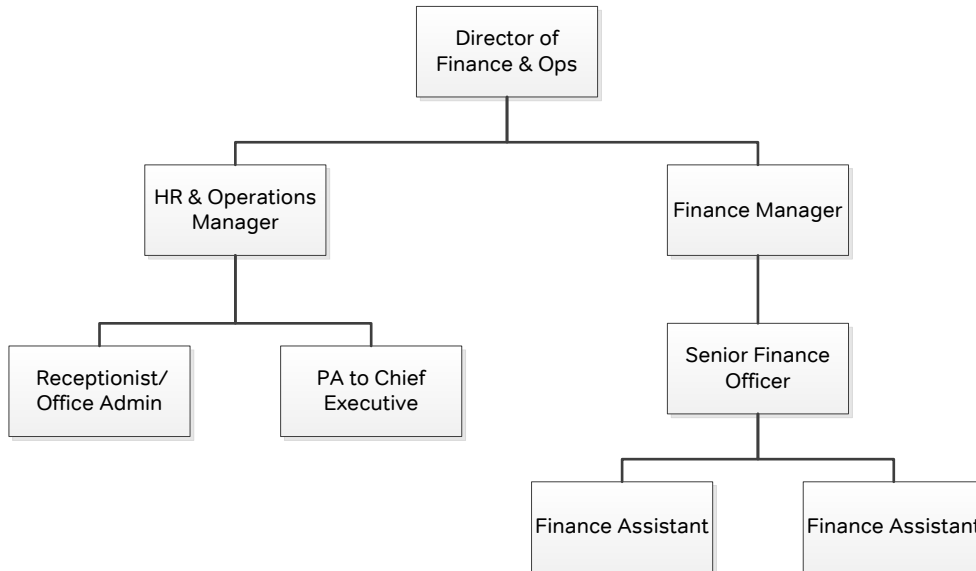 Director of
Finance & Ops
HR & Operations
Manager
Finance Manager
Receptionist/
Office Admin
PA to Chief
Executive
Senior Finance
Officer
Finance Assistant
Finance Assistant